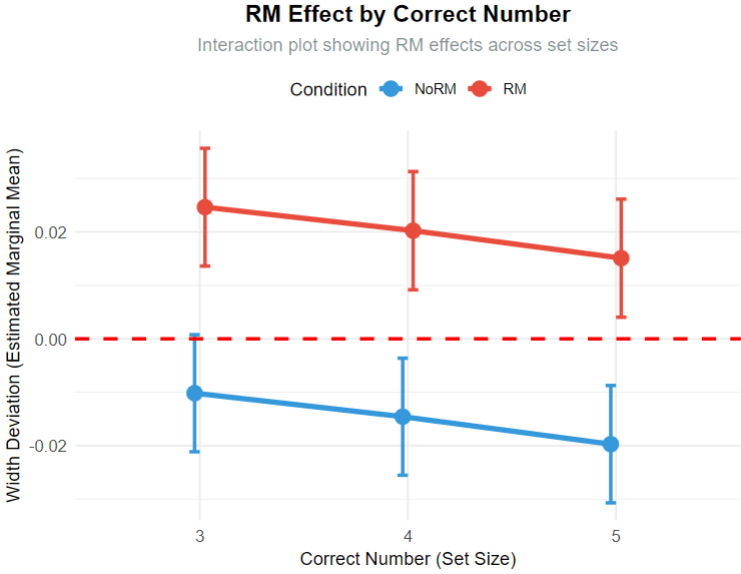 RM Effect by Correct Number
Interaction plot showing RM effects across set sizes
Condition NoRM RM
Width Deviation (Estimated Marginal Mean)
0.02
0.00
-0.02
3 4 5
Correct Number (Set Size)